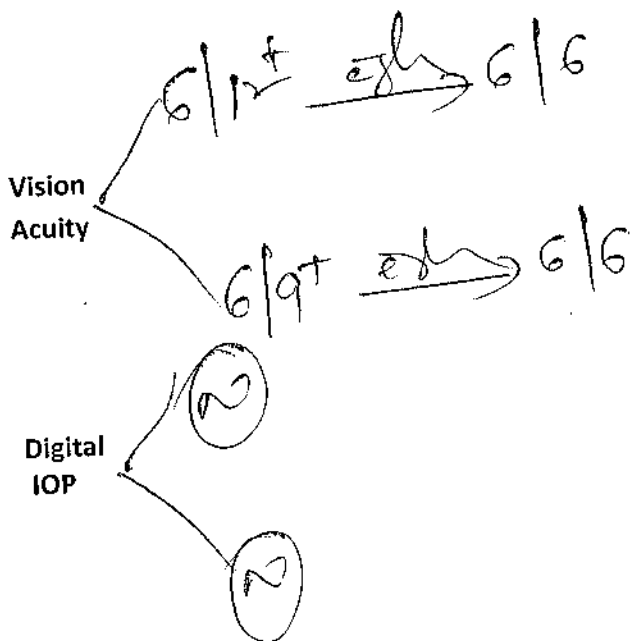 6/12+ → 6/6
Vision
Acuity
6/9+ → 6/6
N
Digital
IOP
N